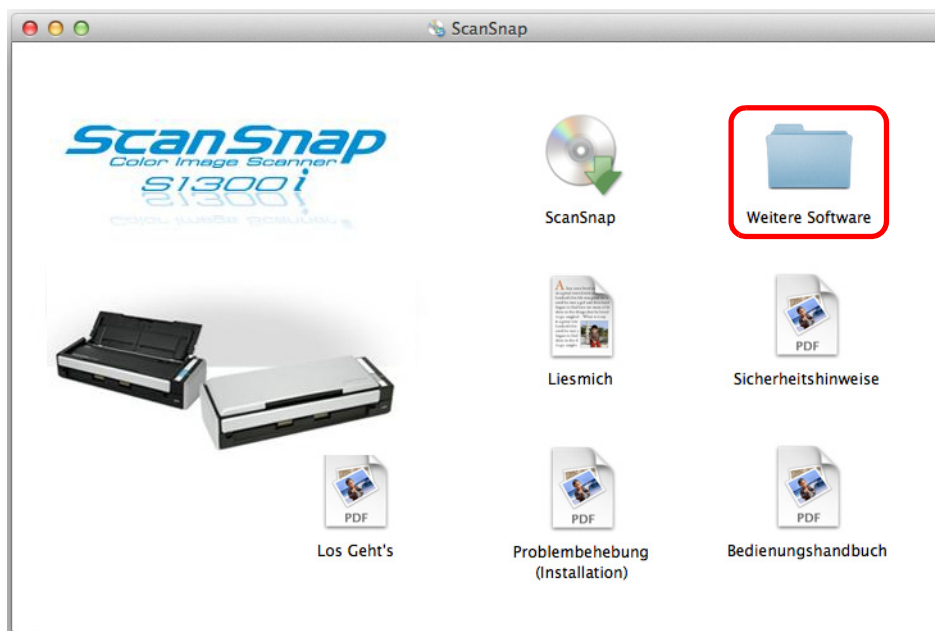 ScanSnap
ScanSnap
Color Image Scanner
S1300i
ScanSnap
Weitere Software
Liesmich
PDF
Sicherheitshinweise
PDF
Los Geht's
PDF
Problembehebung
(Installation)
PDF
Bedienungshandbuch